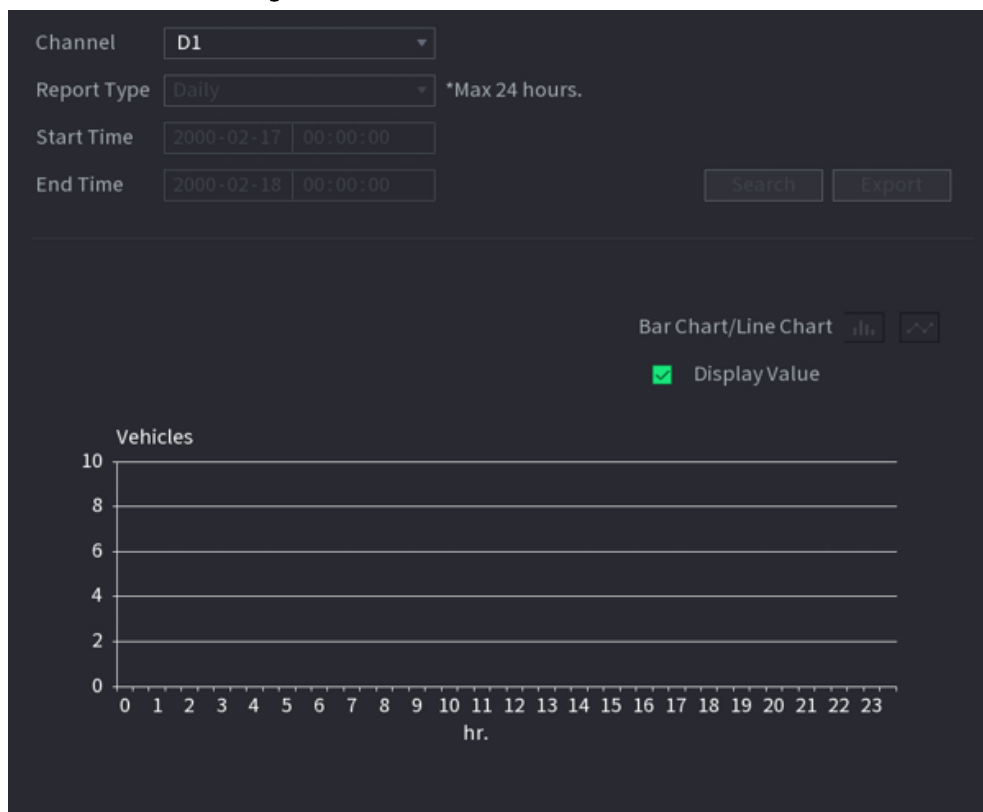 Channel D1
Report Type Daily *Max 24 hours.
Start Time 2000-02-17 00:00:00
End Time 2000-02-18 00:00:00 Search Export
Bar Chart/Line Chart
Display Value
Vehicles
10
8
6
4
2
0
0 1 2 3 4 5 6 7 8 9 10 11 12 13 14 15 16 17 18 19 20 21 22 23
hr.